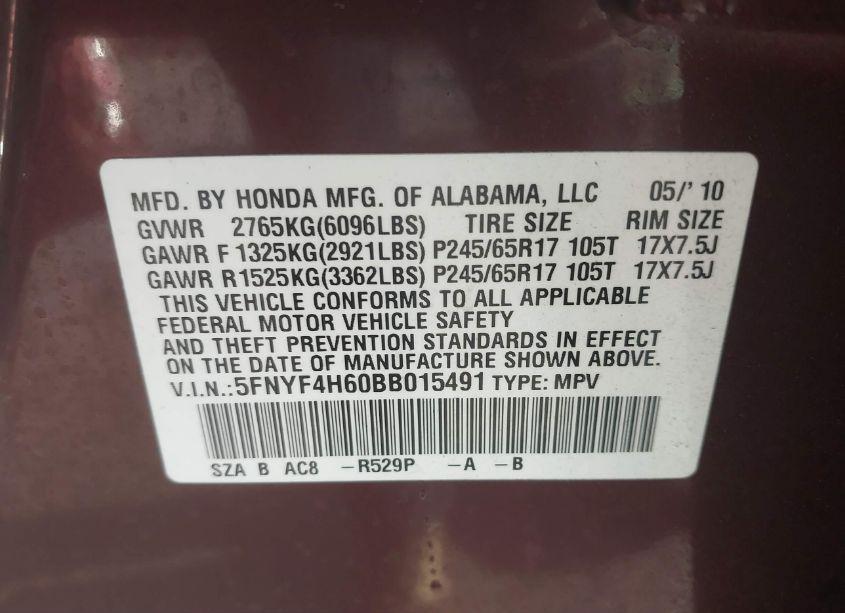 MFD. BY HONDA MFG. OF ALABAMA, LLC 05/' 10
GVWR 2765KG(6096LBS) TIRE SIZE RIM SIZE
GAWR F 1325KG(2921LBS) P245/65R17 105T 17X7.5J
GAWR R1525KG(3362LBS) P245/65R17 105T 17X7.5J
THIS VEHICLE CONFORMS TO ALL APPLICABLE
FEDERAL MOTOR VEHICLE SAFETY
AND THEFT PREVENTION STANDARDS IN EFFECT
ON THE DATE OF MANUFACTURE SHOWN ABOVE.
V.I.N.:5FNYF4H60BB015491 TYPE: MPV
SZA B AC8 -R529P -A -B